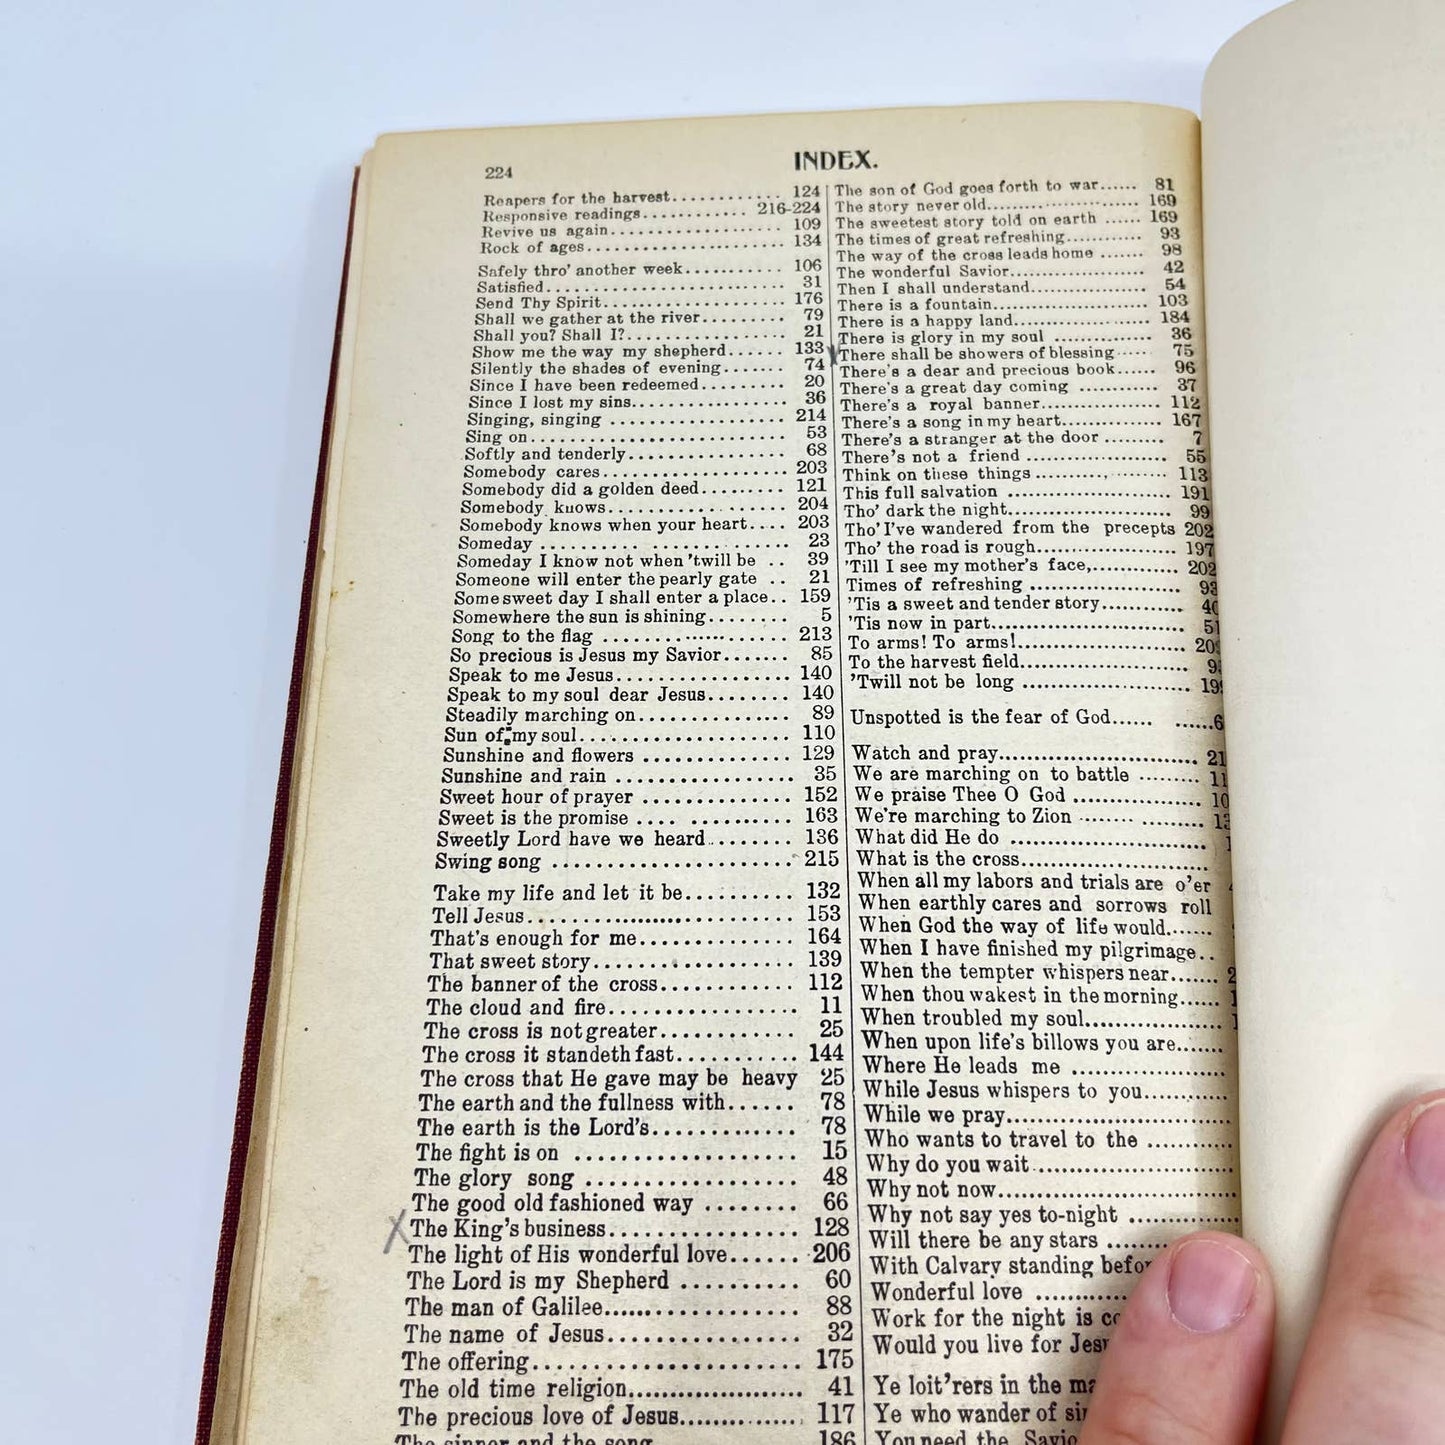 224
INDEX.
Reapers for the harvest............ 124
Responsive readings............ 216-224
Revive us again.................... 109
Rock of ages....................... 134
Safely thro' another week........... 106
Satisfied............................ 31
Send Thy Spirit.................... 176
Shall we gather at the river......... 79
Shall you? Shall I?................. 21
Show me the way my shepherd...... 133
Silently the shades of evening....... 74
Since I have been redeemed......... 20
Since I lost my sins................. 36
Singing, singing .................. 214
Sing on............................. 53
Softly and tenderly................. 68
Somebody cares................... 203
Somebody did a golden deed......... 121
Somebody knows................... 204
Somebody knows when your heart.... 203
Someday .......... .............. 23
Someday I know not when 'twill be .. 39
Someone will enter the pearly gate .. 21
Some sweet day I shall enter a place.. 159
Somewhere the sun is shining........ 5
Song to the flag .................... 213
So precious is Jesus my Savior....... 85
Speak to me Jesus................. 140
Speak to my soul dear Jesus........ 140
Steadily marching on............... 89
Sun of my soul..................... 110
Sunshine and flowers .............. 129
Sunshine and rain ................. 35
Sweet hour of prayer .............. 152
Sweet is the promise .... .......... 163
Sweetly Lord have we heard......... 136
Swing song ........................ 215
Take my life and let it be.......... 132
Tell Jesus......................... 153
That's enough for me.............. 164
That sweet story.................. 139
The banner of the cross............ 112
The cloud and fire................. 11
The cross is not greater............ 25
The cross it standeth fast........... 144
The cross that He gave may be heavy 25
The earth and the fullness with...... 78
The earth is the Lord's............. 78
The fight is on ................... 15
The glory song .................. 48
The good old fashioned way ........ 66
X The King's business............... 128
The light of His wonderful love...... 206
The Lord is my Shepherd .......... 60
The man of Galilee................. 88
The name of Jesus................ 32
The offering...................... 175
The old time religion.............. 41
The precious love of Jesus........... 117
The sinner and the song 186
The son of God goes forth to war...... 81
The story never old.................. 169
The sweetest story told on earth ...... 169
The times of great refreshing............ 93
The way of the cross leads home ....... 98
The wonderful Savior.................... 42
Then I shall understand................. 54
There is a fountain..................... 103
There is a happy land................... 184
There is glory in my soul ............... 36
There shall be showers of blessing ..... 75
There's a dear and precious book...... 96
There's a great day coming ............ 37
There's a royal banner.................. 112
There's a song in my heart.............. 167
There's a stranger at the door ......... 7
There's not a friend .................... 55
Think on these things .................. 113
This full salvation ..................... 191
Tho' dark the night..................... 99
Tho' I've wandered from the precepts 202
Tho' the road is rough................. 197
'Till I see my mother's face,............ 202
Times of refreshing .................... 93
'Tis a sweet and tender story............
'Tis now in part........................ 51
To arms! To arms!......................
To the harvest field....................
'Twill not be long ......................
Unspotted is the fear of God...... ......
Watch and pray.........................
We are marching on to battle .........
We praise Thee O God .................
We're marching to Zion ........ .........
What did He do .........................
What is the cross......................
When all my labors and trials are o'er
When earthly cares and sorrows roll
When God the way of life would......
When I have finished my pilgrimage..
When the tempter whispers near.......
When thou wakest in the morning......
When troubled my soul...................
When upon life's billows you are.......
Where He leads me ....................
While Jesus whispers to you............
While we pray..........................
Who wants to travel to the ...........
Why do you wait.......................
Why not now............................
Why not say yes to-night ...............
Will there be any stars .........
With Calvary standing
Wonderful love .............
Work for the night is
Would you live for
Ye loit'rers in the
Ye who wander of
You need the